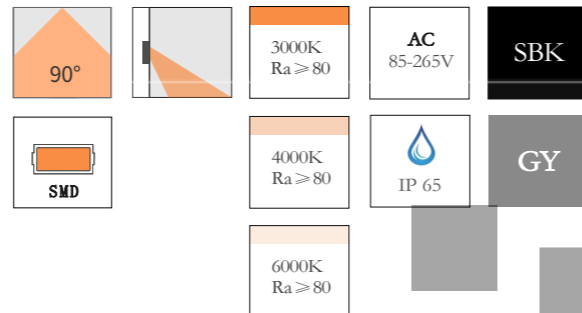 90°
3000K
Ra≥80
AC
85-265V
SBK
SMD
4000K
Ra≥80
IP 65
GY
6000K
Ra≥80